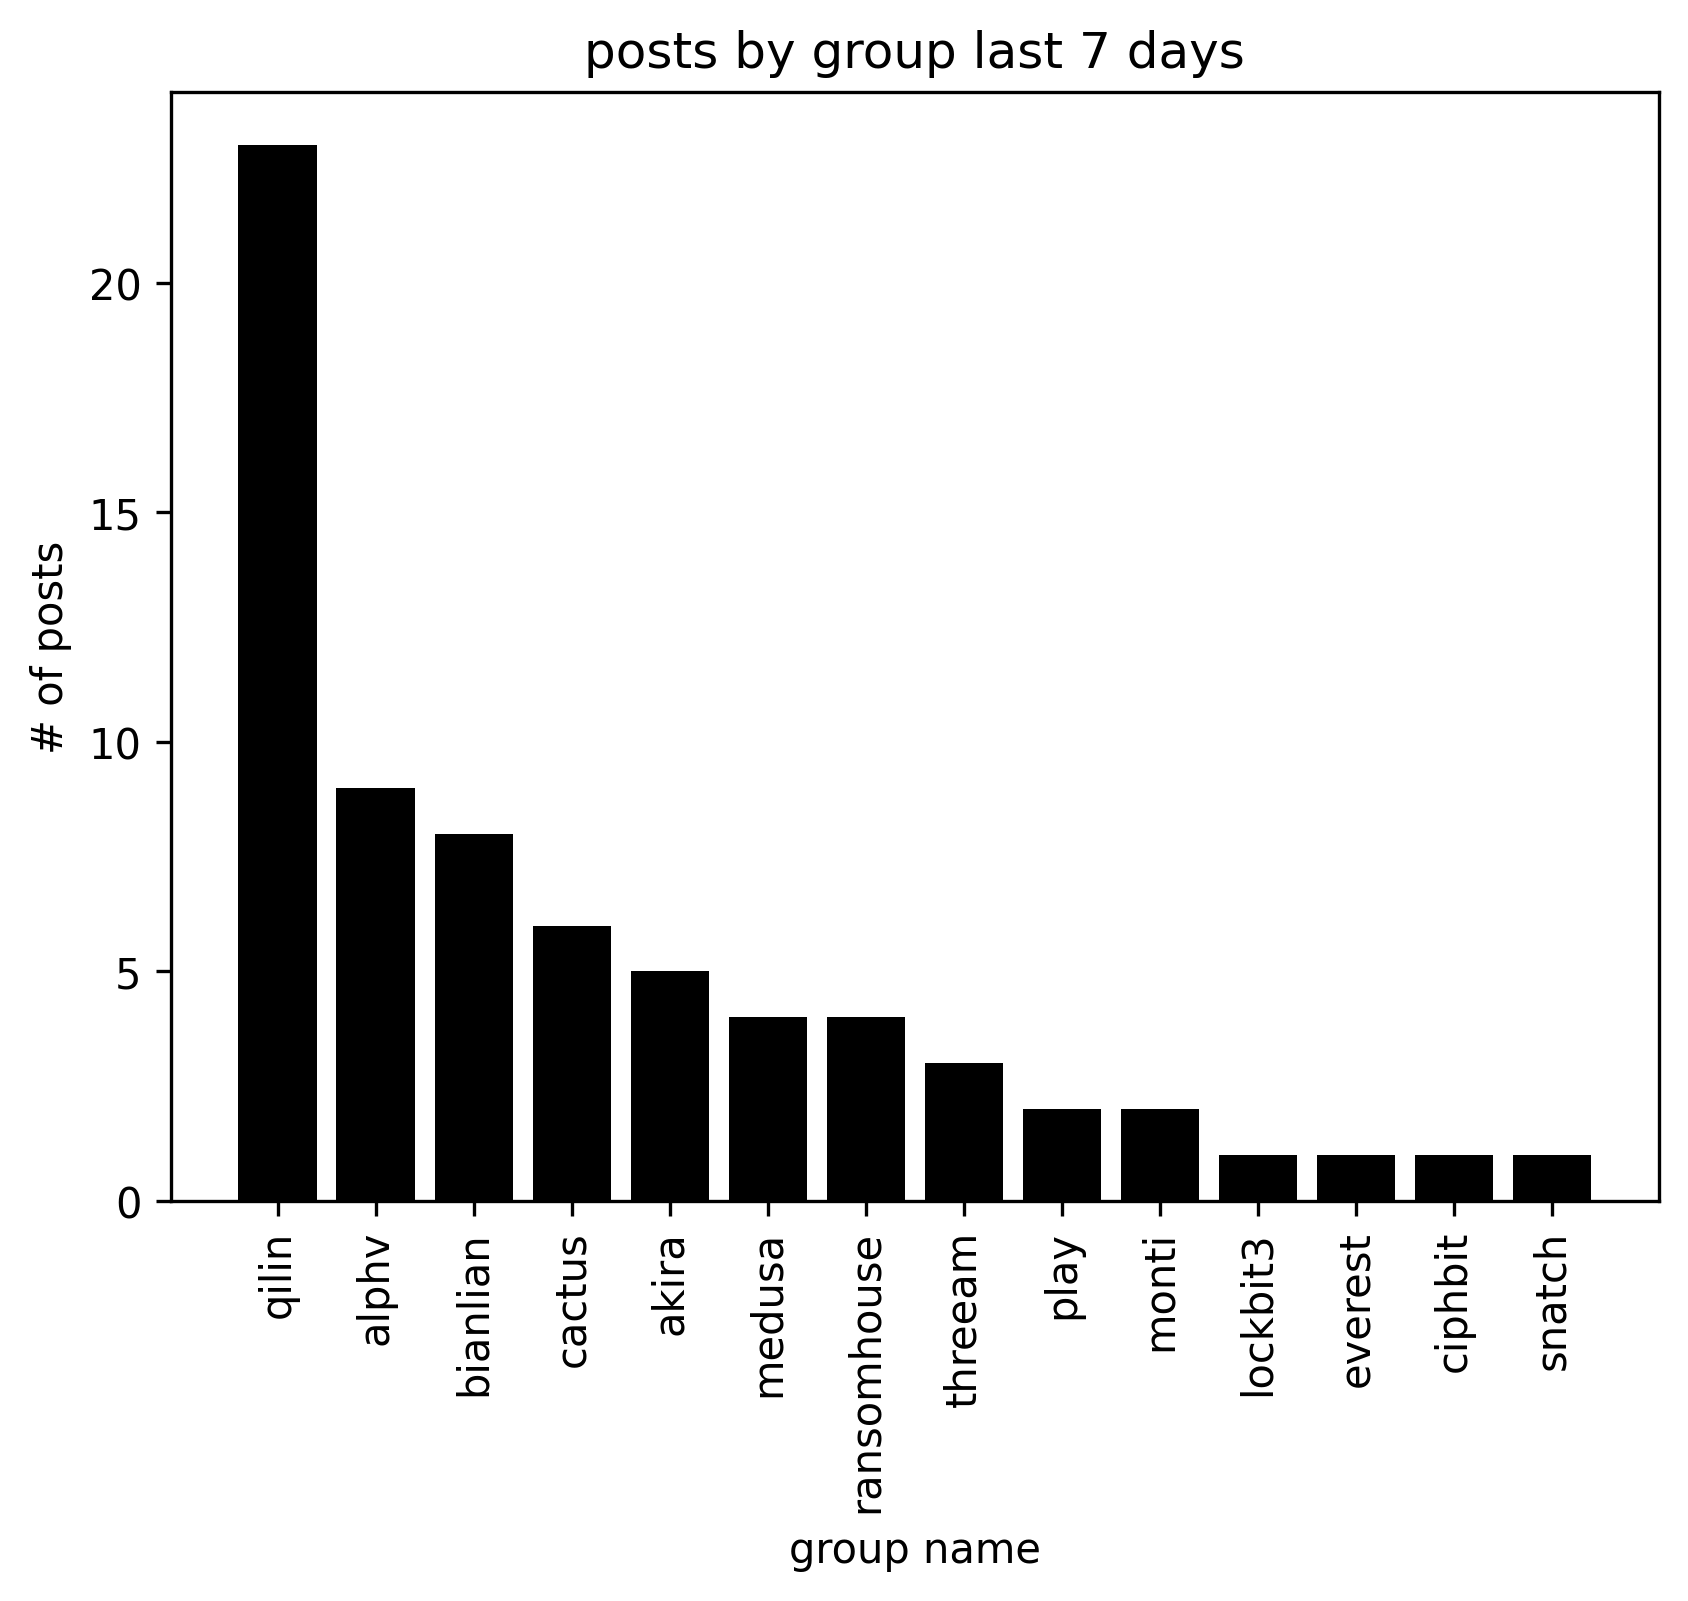 posts by group last 7 days
# of posts
20
15
10
5
0
qilin
alphv
bianlian
cactus
akira
medusa
ransomhouse
threeam
play
monti
lockbit3
everest
ciphbit
snatch
group name